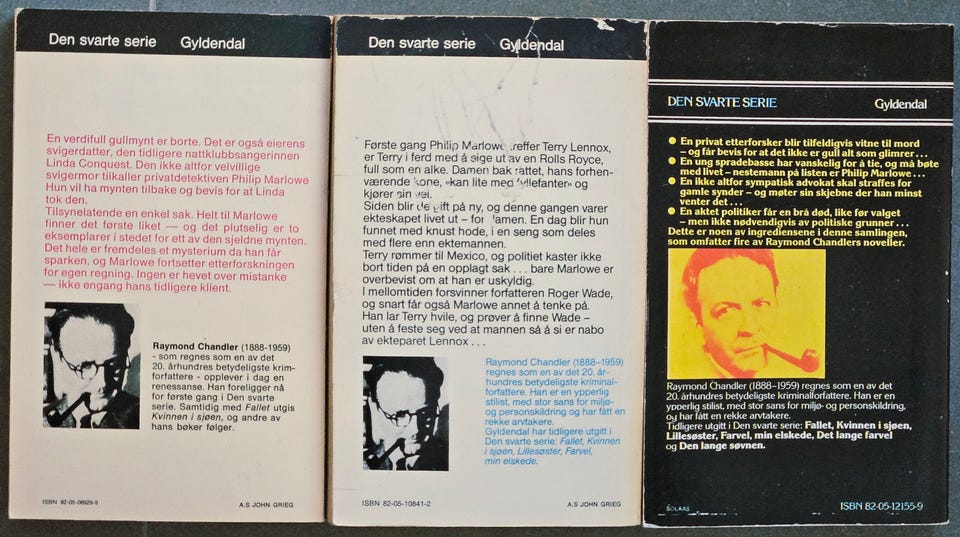 Den svarte serie Gyldendal
En verdifull gullmynt er borte. Det er også eierens
svigerdatter, den tidligere nattklubbsangerinnen
Linda Conquest. Den ikke altfor velvillige
svigermor tilkaller privatdetektiven Philip Marlowe
Hun vil ha mynten tilbake og bevis for at Linda
tok den.
Tilsynelatende en enkel sak. Helt til Marlowe
finner det første liket — og det plutselig er to
eksemplarer i stedet for ett av den sjeldne mynten.
Det hele er fremdeles et mysterium da han får
sparken, og Marlowe fortsetter etterforskningen
for egen regning. Ingen er hevet over mistanke
— ikke engang hans tidligere klient.
Raymond Chandler (1888-1959)
- som regnes som en av det
20. århundres betydeligste krim-
forfattere - opplever i dag en
renessanse. Han foreligger nå
for første gang i Den svarte
serie. Samtidig med Fallet utgis
Kvinnen i sjøen, og andre av
hans bøker følger.
ISBN 82-05-08929-9
A.S JOHN GRIEG
Den svarte serie Gyldendal
Første gang Philip Marlowe treffer Terry Lennox,
er Terry i ferd med å sige ut av en Rolls Royce,
full som en alke. Damen bak rattet, hans forhen-
værende kone, «kan lite med fyllefanter» og
kjører sin vei.
Siden blir de gift på ny, og denne gangen varer
ekteskapet livet ut – for damen. En dag blir hun
funnet med knust hode, i en seng som deles
med flere enn ektemannen.
Terry rømmer til Mexico, og politiet kaster ikke
bort tiden på en opplagt sak . . . bare Marlowe er
overbevist om at han er uskyldig.
I mellomtiden forsvinner forfatteren Roger Wade,
og snart får også Marlowe annet å tenke på.
Han lar Terry hvile, og prøver å finne Wade –
uten å feste seg ved at mannen så å si er nabo
av ekteparet Lennox . . .
Raymond Chandler (1888–1959)
regnes som en av det 20. år-
hundres betydeligste kriminal-
forfattere. Han er en ypperlig
stilist, med stor sans for miljø-
og personskildring og har fått en
rekke arvtakere.
Gyldendal har tidligere utgitt i
Den svarte serie: Fallet, Kvinnen
i sjøen, Lillesøster, Farvel,
min elskede.
ISBN 82-05-10841-2
A.S JOHN GRIEG
DEN SVARTE SERIE Gyldendal
● En privat etterforsker blir tilfeldigvis vitne til mord
– og får bevis for at det ikke er gull alt som glimrer . . .
● En ung spradebasse har vanskelig for å tie, og må bøte
med livet – nestemann på listen er Philip Marlowe . . .
● En ikke altfor sympatisk advokat skal straffes for
gamle synder – og møter sin skjebne der han minst
venter det . . .
● En aktet politiker får en brå død, like før valget
– men ikke nødvendigvis av politiske grunner . . .
Dette er noen av ingrediensene i denne samlingen,
som omfatter fire av Raymond Chandlers noveller.
Raymond Chandler (1888–1959) regnes som en av det
20. århundres betydeligste kriminalforfattere. Han er en
ypperlig stilist, med stor sans for miljø- og personskildring,
og har fått en rekke arvtakere.
Tidligere utgitt i Den svarte serie: Fallet, Kvinnen i sjøen,
Lillesøster, Farvel, min elskede, Det lange farvel
og Den lange søvnen.
SOLAAS
ISBN 82-05-12155-9